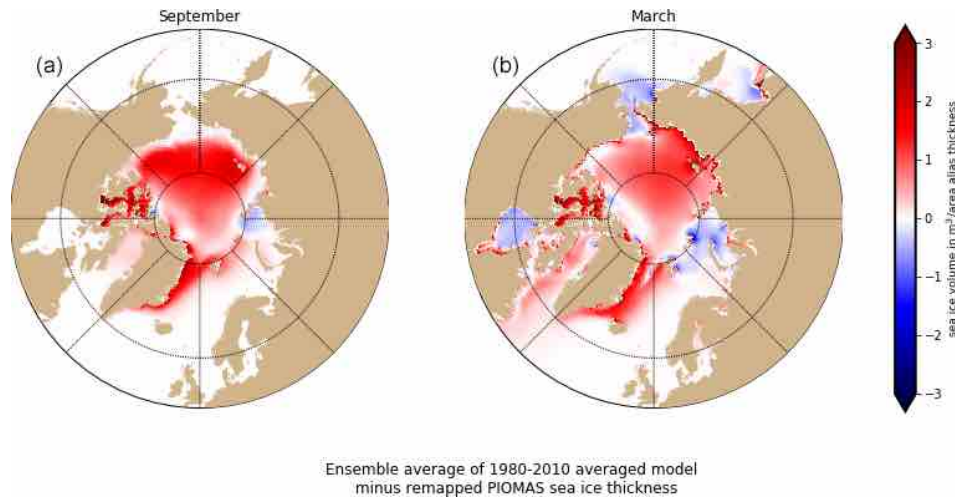 September
March
(a)
(b)
3
2
1
0
−1
−2
−3
sea ice volume in m³/area alias thickness
Ensemble average of 1980-2010 averaged model
minus remapped PIOMAS sea ice thickness